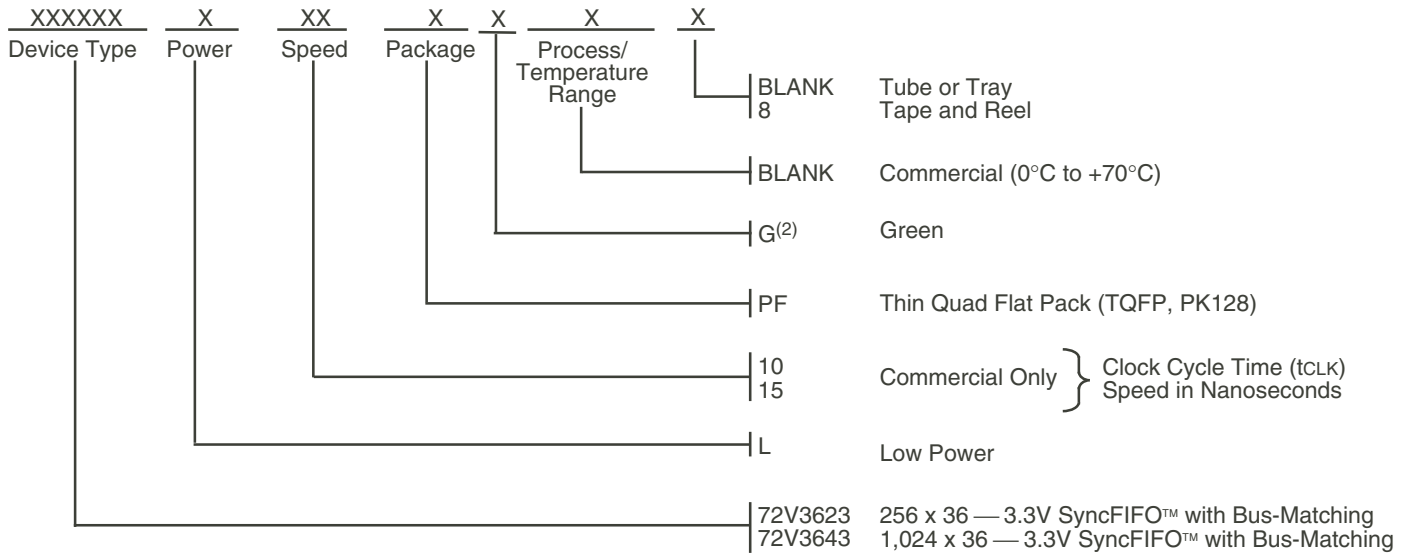 XXXXXX X XX X X X X
Device Type Power Speed Package Process/
Temperature
Range
BLANK Tube or Tray
8 Tape and Reel
BLANK Commercial (0°C to +70°C)
G(2) Green
PF Thin Quad Flat Pack (TQFP, PK128)
10
15
Commercial Only
Clock Cycle Time (tCLK)
Speed in Nanoseconds
L Low Power
72V3623 256 x 36 — 3.3V SyncFIFO™ with Bus-Matching
72V3643 1,024 x 36 — 3.3V SyncFIFO™ with Bus-Matching